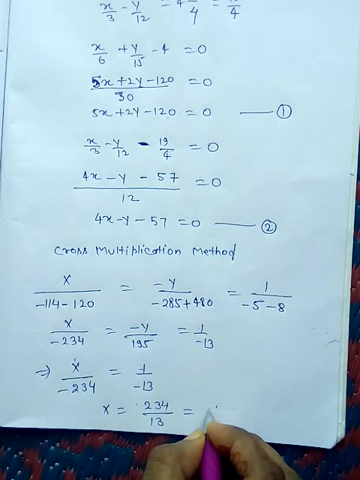 x/3 - y/12 = 4 /4 = 19/4
x/6 + y/15 - 4 = 0
5x + 2y - 120 / 30 = 0
5x + 2y - 120 = 0 —— ①
x/3 - y/12 - 19/4 = 0
4x - y - 57 / 12 = 0
4x - y - 57 = 0 —— ②
Cross Multiplication Method
x / -114 - 120 = -y / -285 + 480 = 1 / -5 - 8
x / -234 = -y / 195 = 1 / -13
⇒ x / -234 = 1 / -13
x = 234 / 13 =